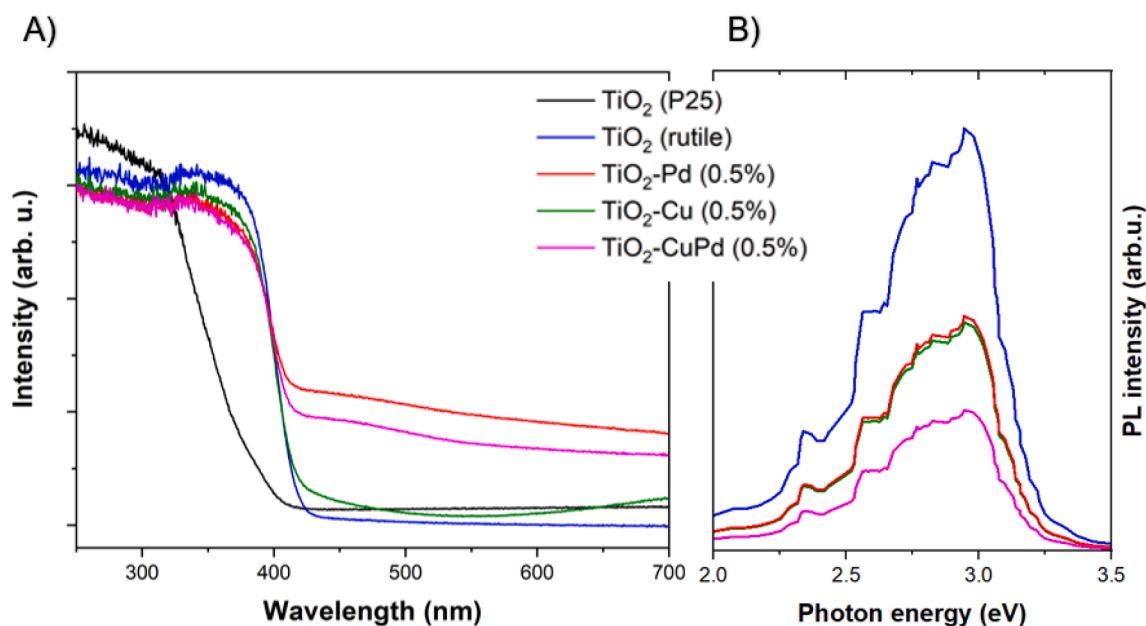 A)
B)
TiO₂ (P25)
TiO₂ (rutile)
TiO₂-Pd (0.5%)
TiO₂-Cu (0.5%)
TiO₂-CuPd (0.5%)
Intensity (arb. u.)
300
400
500
600
700
Wavelength (nm)
PL intensity (arb.u.)
2.0
2.5
3.0
3.5
Photon energy (eV)